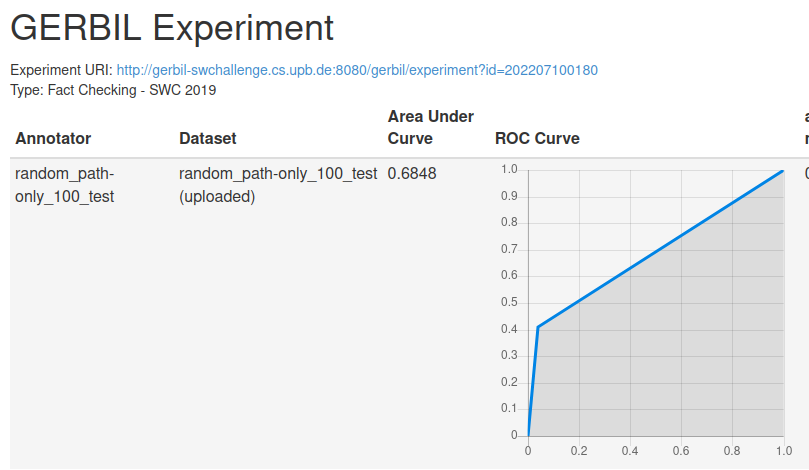 GERBIL Experiment
Experiment URI: http://gerbil-swchallenge.cs.upb.de:8080/gerbil/experiment?id=202207100180
Type: Fact Checking - SWC 2019
Annotator
Dataset
Area Under
Curve
ROC Curve
random_path-
only_100_test
random_path-only_100_test
(uploaded)
0.6848
1.0
0.9
0.8
0.7
0.6
0.5
0.4
0.3
0.2
0.1
0
0 0.2 0.4 0.6 0.8 1.0